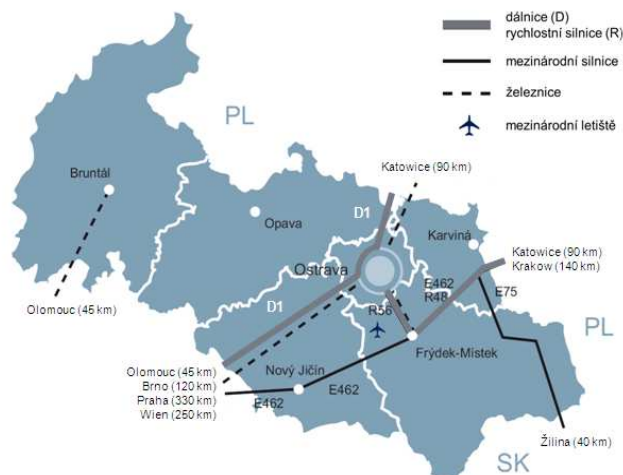 dálnice (D)
rychlostní silnice (R)
mezinárodní silnice
železnice
mezinárodní letiště
PL
Katowice (90 km)
Bruntál
Opava
D1
Karviná
Ostrava
Katowice (90 km)
Krakow (140 km)
E462
R48
E75
Olomouc (45 km)
D1
R56
PL
Frýdek-Místek
Olomouc (45 km)
Brno (120 km)
Praha (330 km)
Wien (250 km)
Nový Jičín
E462
E462
Žilina (40 km)
SK